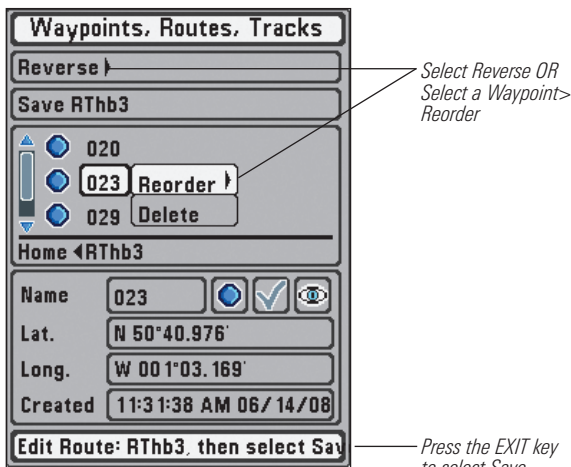 Waypoints, Routes, Tracks
Reverse
Select Reverse OR
Select a Waypoint>
Reorder
Save RThb3
020
023 Reorder
029 Delete
Home RThb3
Name 023
Lat. N 50°40.976'
Long. W 001°03.169'
Created 11:31:38 AM 06/14/08
Edit Route: RThb3, then select Sav
Press the EXIT key
to select Save